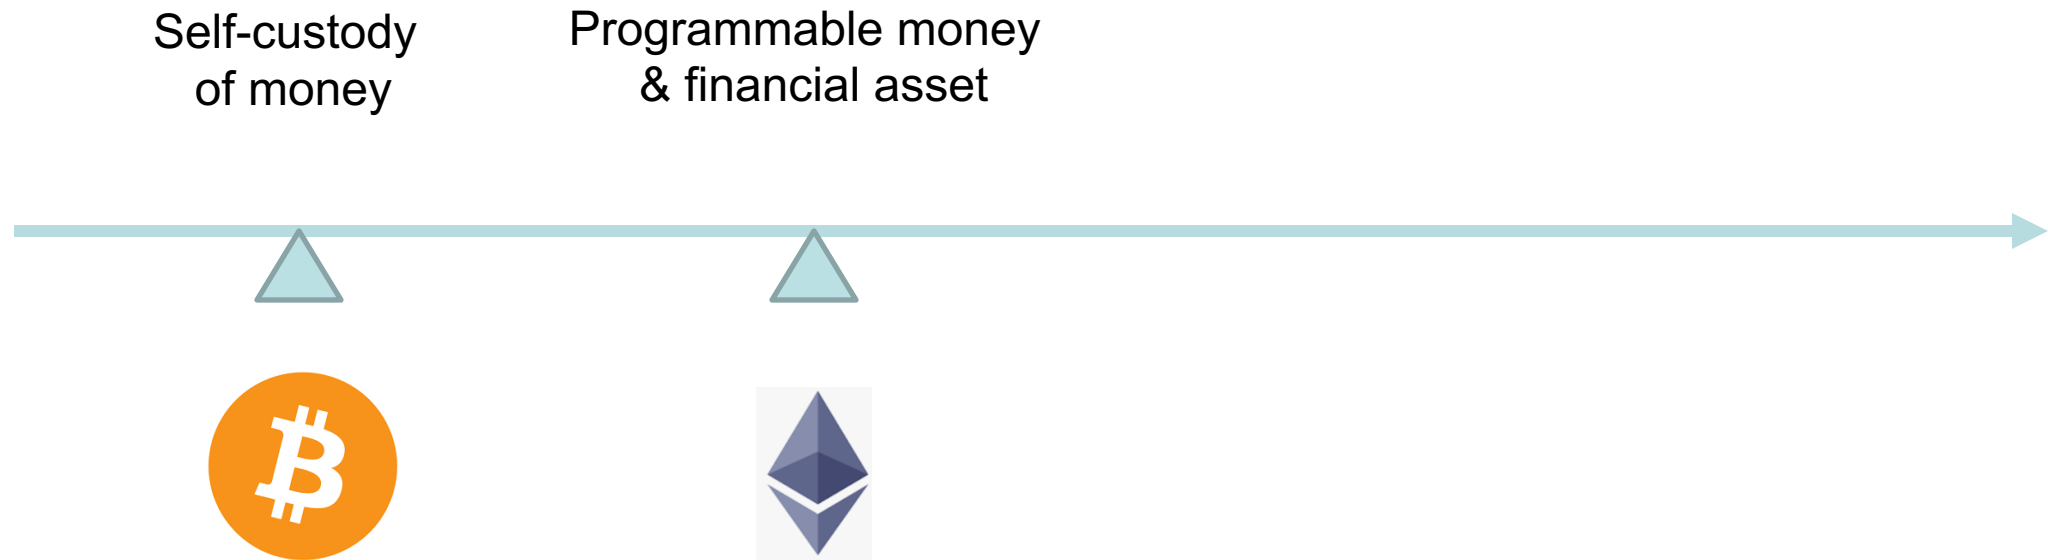 Self-custody
of money
Programmable money
& financial asset